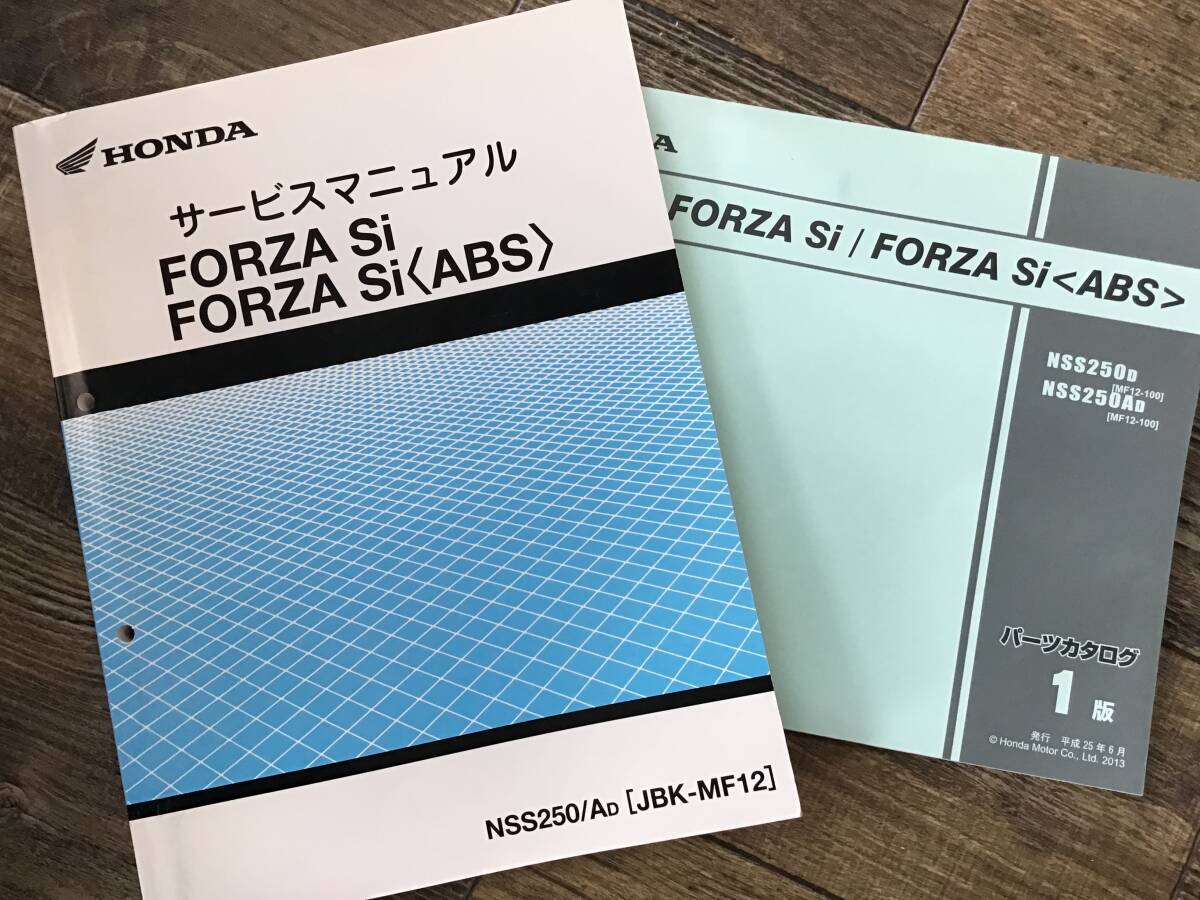 HONDA
サービスマニュアル
FORZA Si
FORZA Si〈ABS〉
NSS250/AD [JBK-MF12]
A
FORZA Si / FORZA Si<ABS>
NSS250D
[MF12-100]
NSS250AD
[MF12-100]
パーツカタログ
1版
発行 平成25年6月
© Honda Motor Co., Ltd. 2013